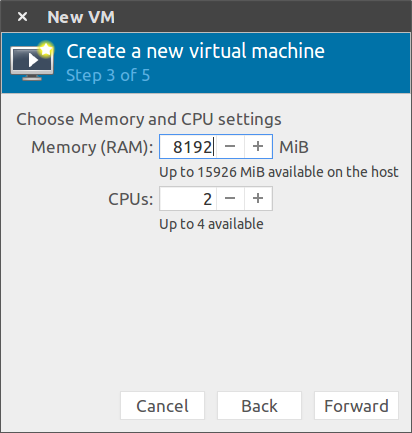 New VM
Create a new virtual machine
Step 3 of 5
Choose Memory and CPU settings
Memory (RAM): 8192 − + MiB
Up to 15926 MiB available on the host
CPUs: 2 − +
Up to 4 available
Cancel Back Forward